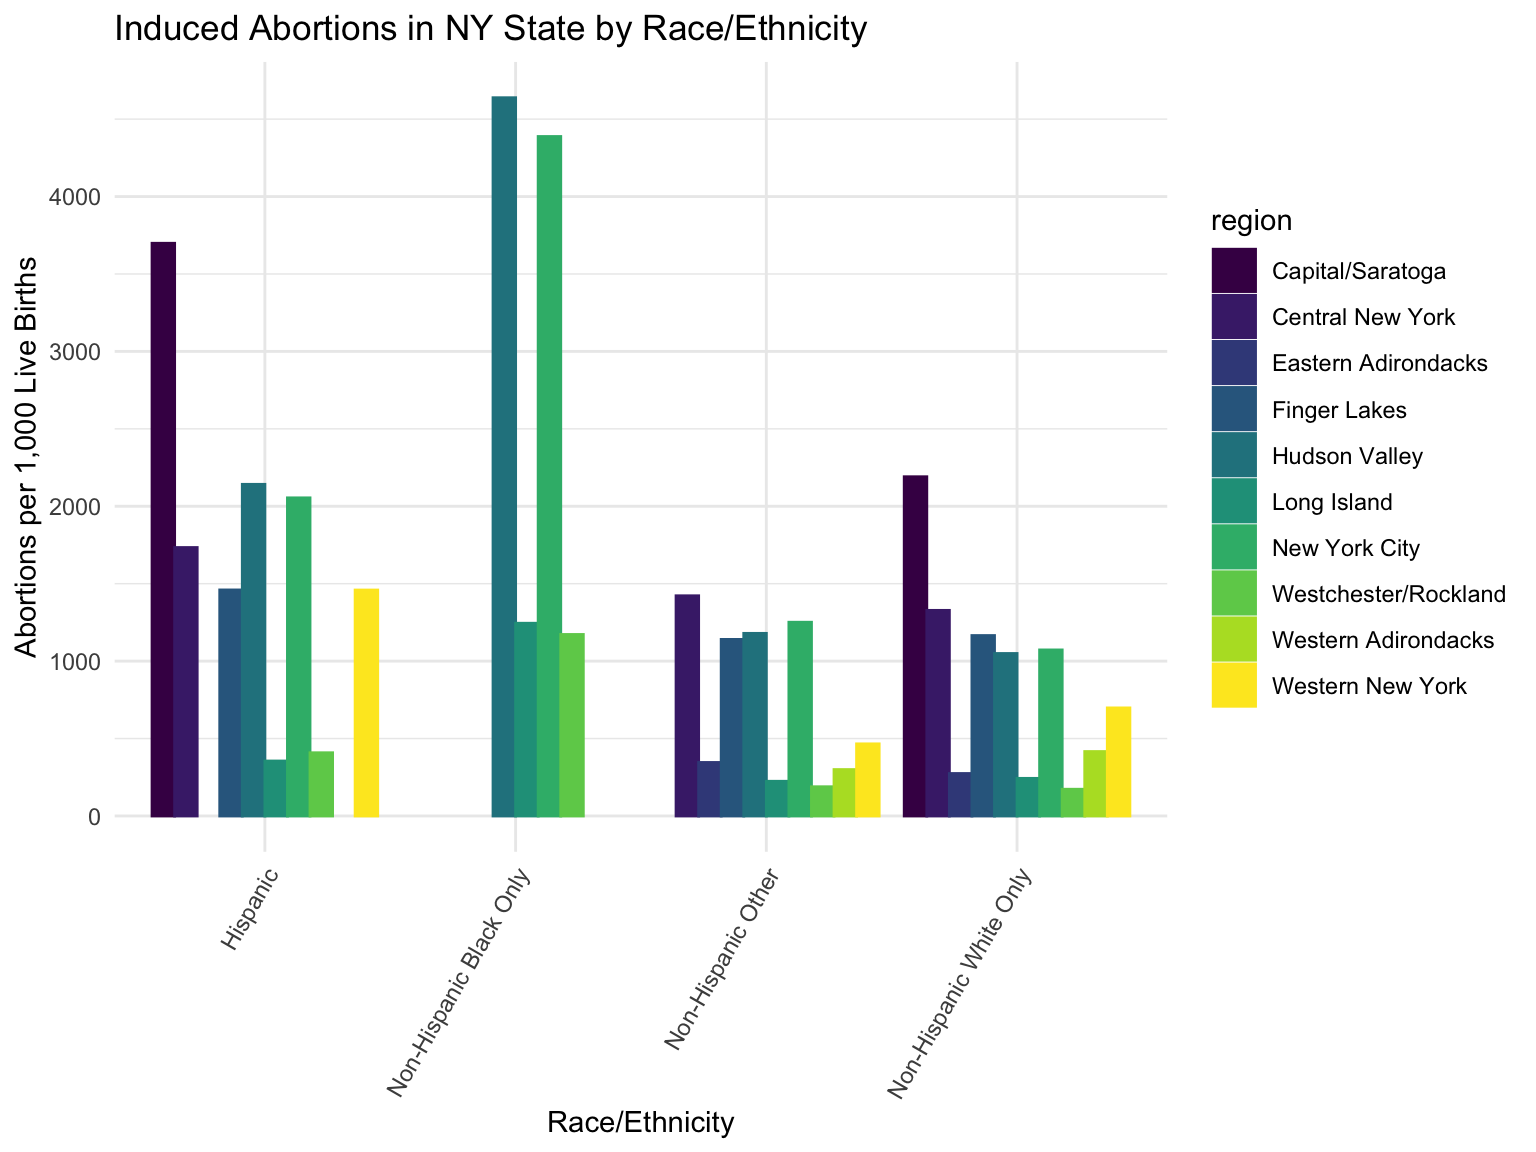 Induced Abortions in NY State by Race/Ethnicity
Abortions per 1,000 Live Births
4000
3000
2000
1000
0
Hispanic
Non-Hispanic Black Only
Non-Hispanic Other
Non-Hispanic White Only
Race/Ethnicity
region
Capital/Saratoga
Central New York
Eastern Adirondacks
Finger Lakes
Hudson Valley
Long Island
New York City
Westchester/Rockland
Western Adirondacks
Western New York